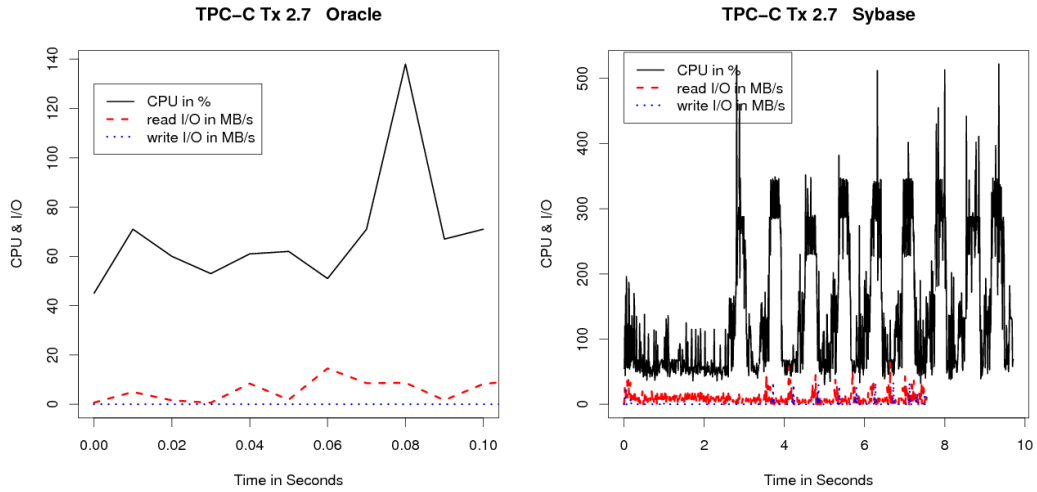 TPC−C Tx 2.7 Oracle
140
120
100
80
60
40
20
0
CPU & I/O
CPU in %
read I/O in MB/s
write I/O in MB/s
0.00 0.02 0.04 0.06 0.08 0.10
Time in Seconds
TPC−C Tx 2.7 Sybase
500
400
300
200
100
0
CPU & I/O
CPU in %
read I/O in MB/s
write I/O in MB/s
0 2 4 6 8 10
Time in Seconds